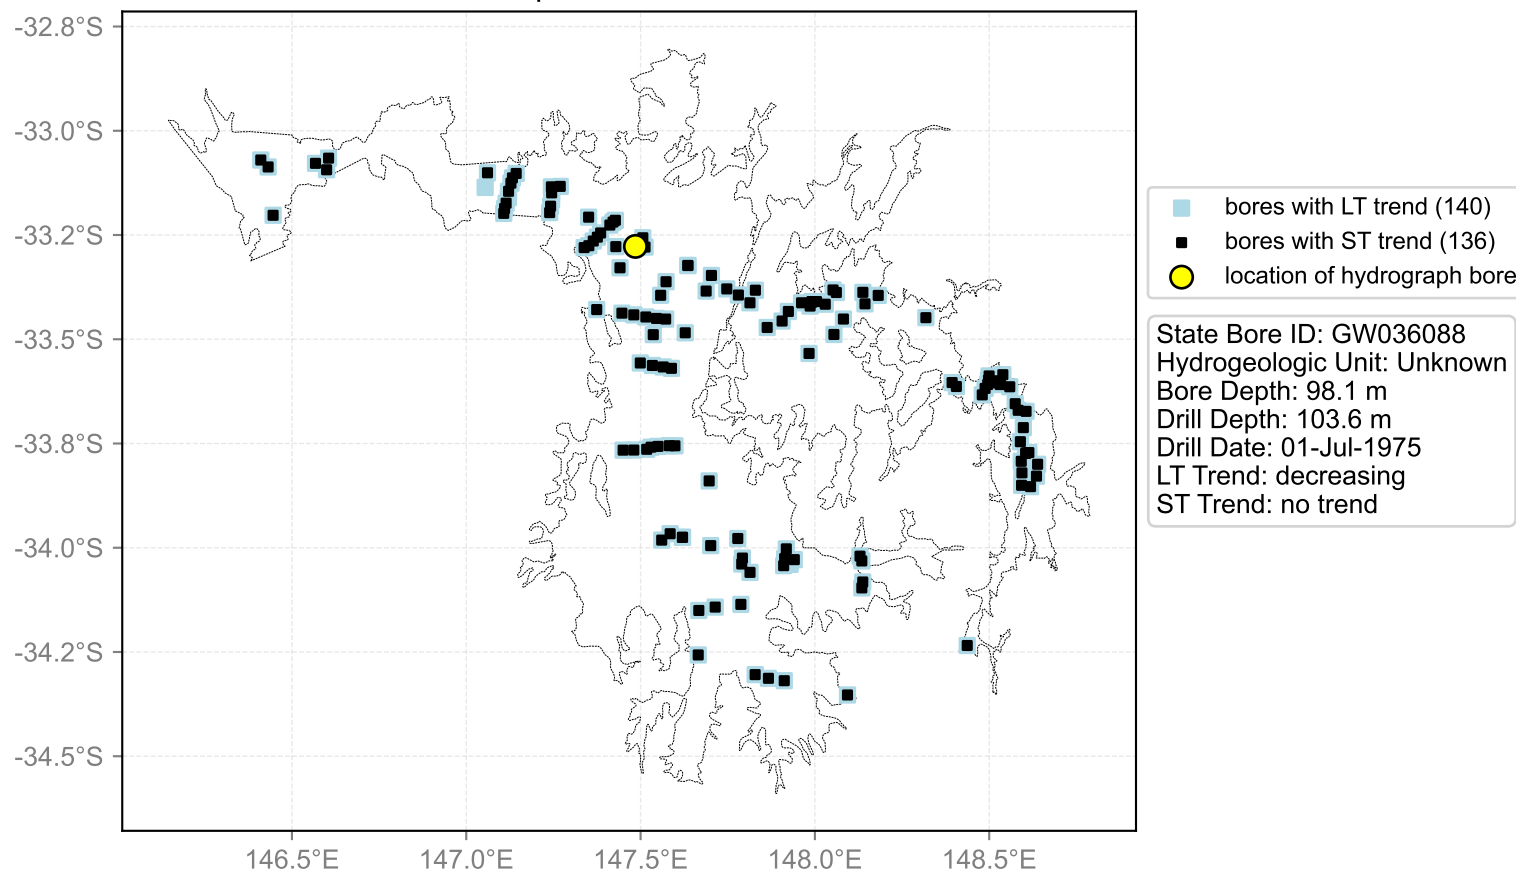 -32.8°S
-33.0°S
-33.2°S
-33.5°S
-33.8°S
-34.0°S
-34.2°S
-34.5°S
146.5°E
147.0°E
147.5°E
148.0°E
148.5°E
bores with LT trend (140)
bores with ST trend (136)
location of hydrograph bore
State Bore ID: GW036088
Hydrogeologic Unit: Unknown
Bore Depth: 98.1 m
Drill Depth: 103.6 m
Drill Date: 01-Jul-1975
LT Trend: decreasing
ST Trend: no trend